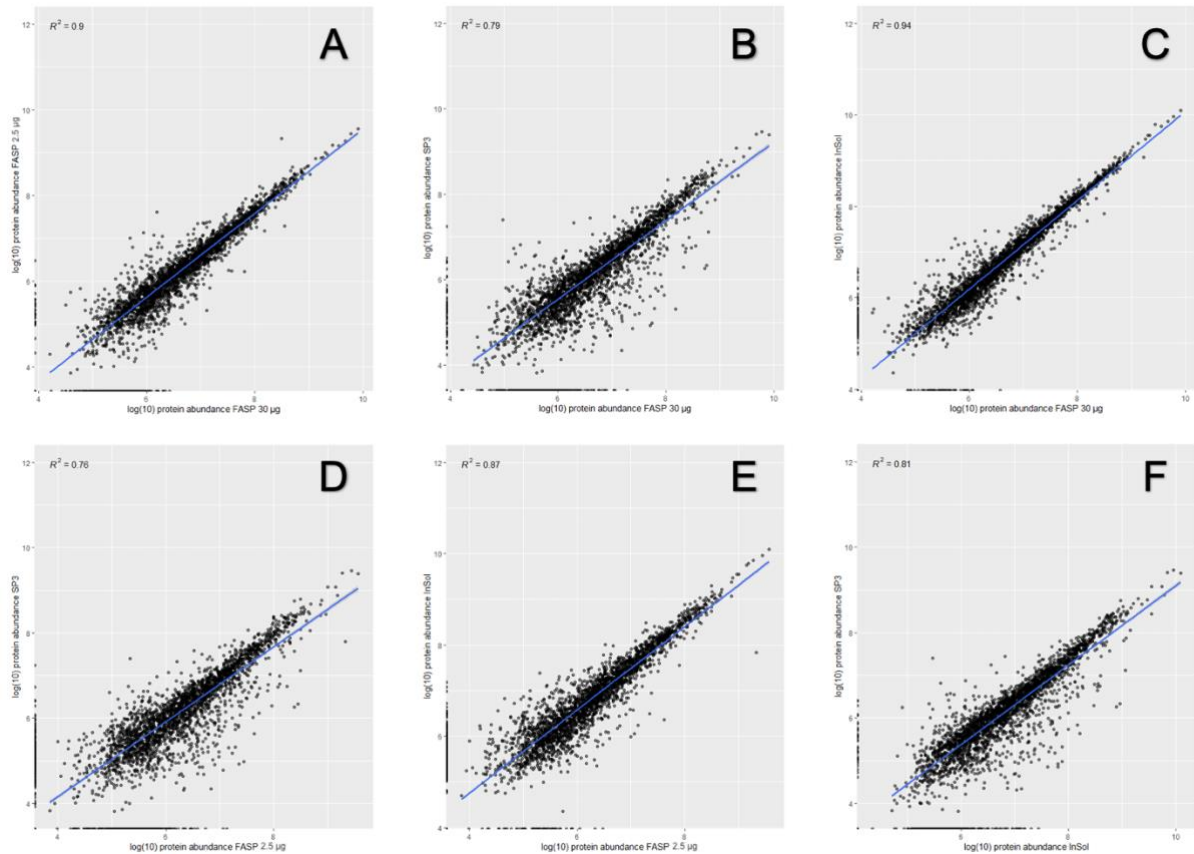 R² = 0.9
A
12
10
8
6
4
log(10) protein abundance FASP 2.5 µg
4 6 8 10
log(10) protein abundance FASP 30 µg
R² = 0.79
B
12
10
8
6
4
log(10) protein abundance SP3
4 6 8 10
log(10) protein abundance FASP 30 µg
R² = 0.94
C
12
10
8
6
4
log(10) protein abundance InSol
4 6 8 10
log(10) protein abundance FASP 30 µg
R² = 0.76
D
12
10
8
6
4
log(10) protein abundance SP3
4 6 8
log(10) protein abundance FASP 2.5 µg
R² = 0.87
E
12
10
8
6
4
log(10) protein abundance InSol
4 6 8
log(10) protein abundance FASP 2.5 µg
R² = 0.81
F
12
10
8
6
4
log(10) protein abundance SP3
4 6 8 10
log(10) protein abundance InSol